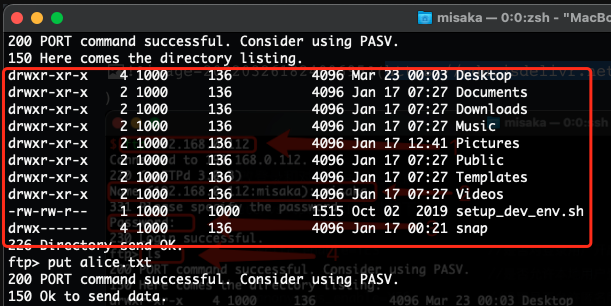 misaka — 0:0:zsh - "MacBo
200 PORT command successful. Consider using PASV.
150 Here comes the directory listing.
drwxr-xr-x    4 1000     136          4096 Mar 23 00:03 Desktop
drwxr-xr-x    2 1000     136          4096 Jan 17 07:27 Documents
drwxr-xr-x    2 1000     136          4096 Jan 17 07:27 Downloads
drwxr-xr-x    2 1000     136          4096 Jan 17 07:27 Music
drwxr-xr-x    2 1000     136          4096 Jan 17 12:41 Pictures
drwxr-xr-x    2 1000     136          4096 Jan 17 07:27 Public
drwxr-xr-x    2 1000     136          4096 Jan 17 07:27 Templates
drwxr-xr-x    2 1000     136          4096 Jan 17 07:27 Videos
-rw-rw-r--    1 1000     1000         1515 Oct 02  2019 setup_dev_env.sh
drwx------    4 1000     136          4096 Jan 17 00:21 snap
226 Directory send OK.
ftp> put alice.txt
200 PORT command successful. Consider using PASV.
150 Ok to send data.